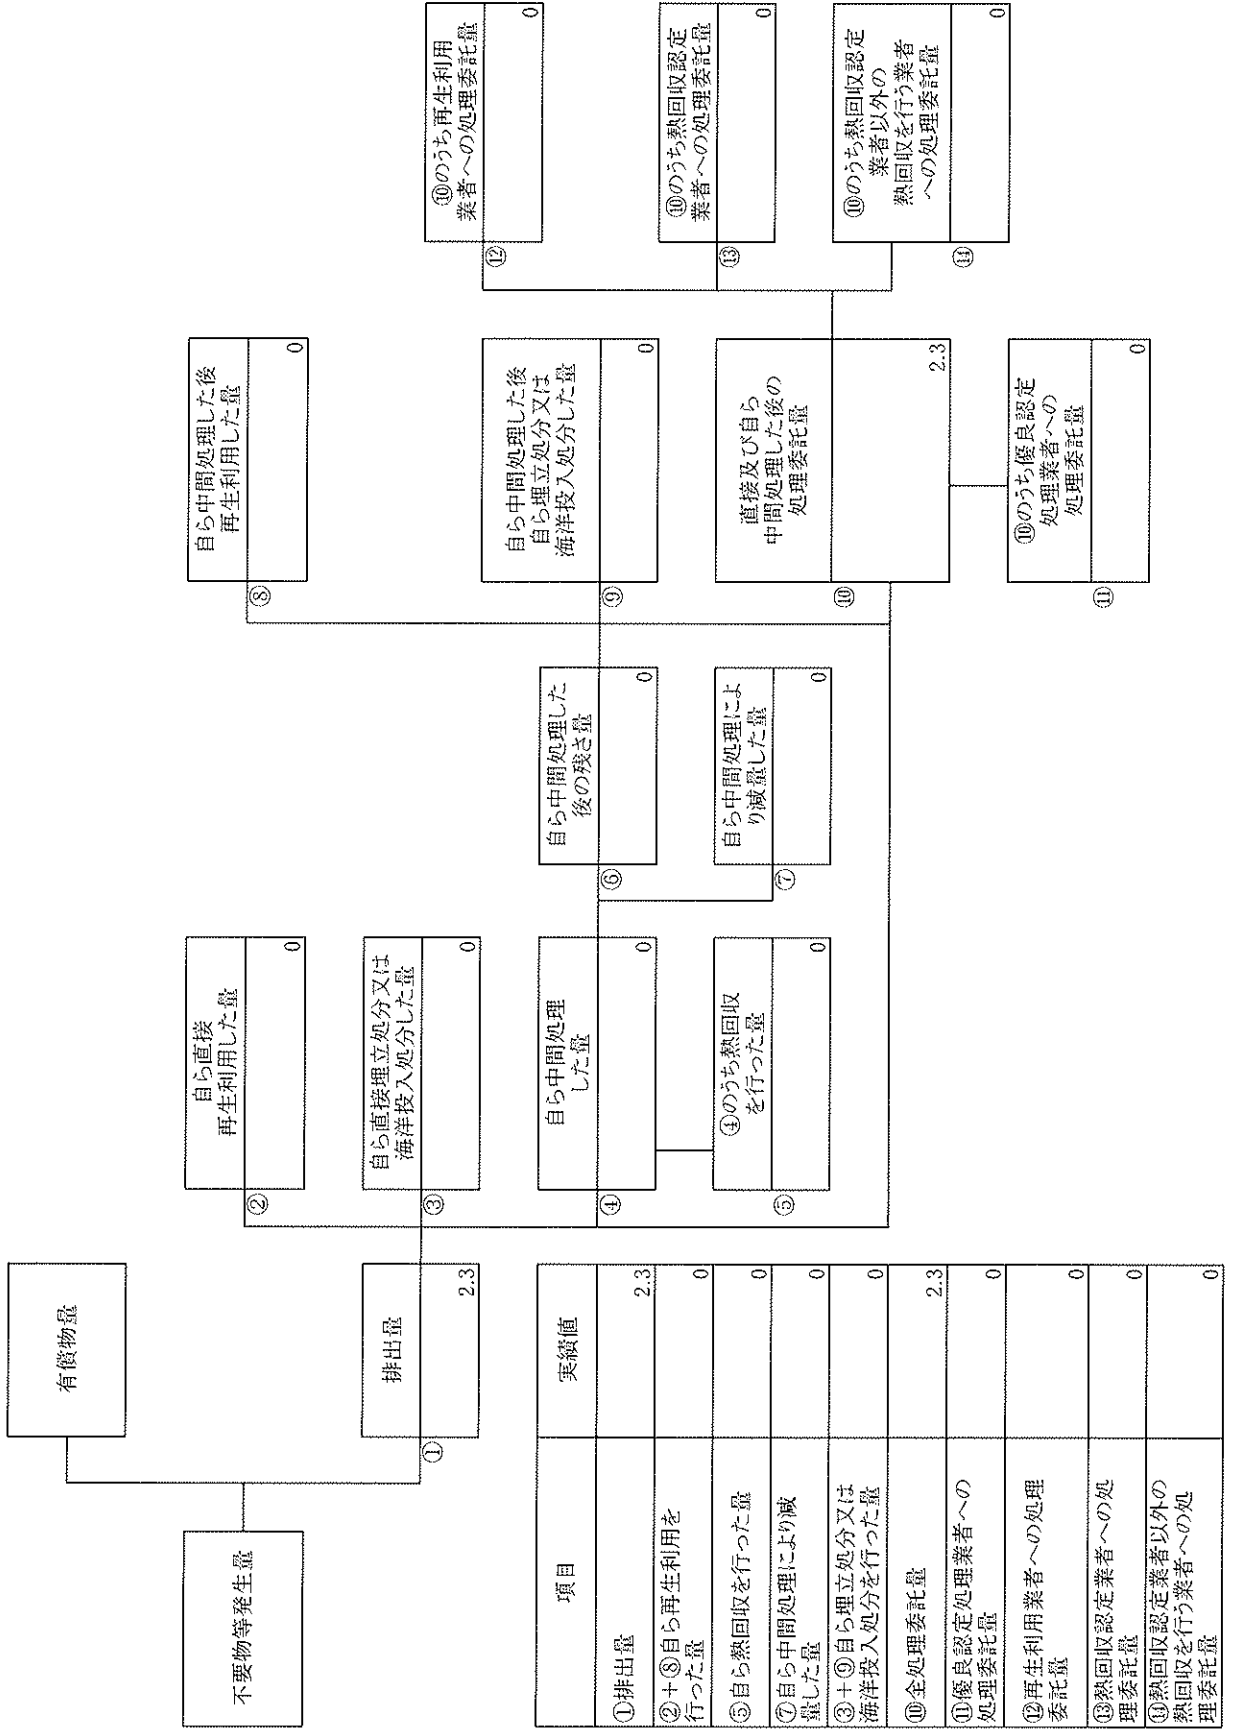 不要物等発生量
有償物量
①
排出量
2.3
②
自ら直接
再生利用した量
0
③
自ら直接埋立処分又は
海洋投入処分した量
0
④
自ら中間処理
した量
0
⑤
④のうち熱回収
を行った量
0
⑥
自ら中間処理した
後の残さ量
0
⑦
自ら中間処理によ
り減量した量
0
⑧
自ら中間処理した後
再生利用した量
0
⑨
自ら中間処理した後
自ら埋立処分又は
海洋投入処分した量
0
⑩
直接及び自ら
中間処理した後の
処理委託量
2.3
⑪
⑩のうち優良認定
処理業者への
処理委託量
0
⑫
⑩のうち再生利用
業者への処理委託量
0
⑬
⑩のうち熱回収認定
業者への処理委託量
0
⑭
⑩のうち熱回収認定
業者以外の
熱回収を行う業者
への処理委託量
0
項目
実績値
①排出量
2.3
②+⑧自ら再生利用を
行った量
0
⑤自ら熱回収を行った量
0
⑦自ら中間処理により減
量した量
0
③+⑨自ら埋立処分又は
海洋投入処分を行った量
0
⑩全処理委託量
2.3
⑪優良認定処理業者への
処理委託量
0
⑫再生利用業者への処理
委託量
0
⑬熱回収認定業者への処
理委託量
0
⑭熱回収認定業者以外の
熱回収を行う業者への処
理委託量
0